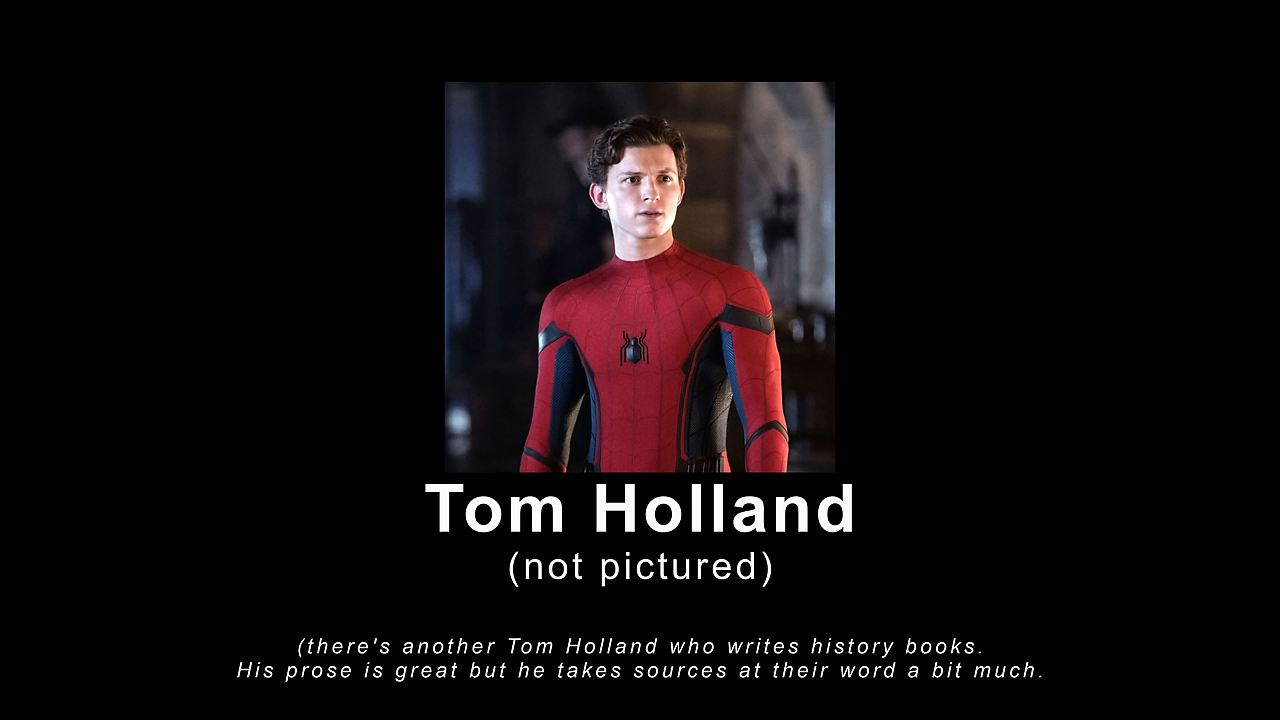 Tom Holland
(not pictured)
(there's another Tom Holland who writes history books.
His prose is great but he takes sources at their word a bit much.